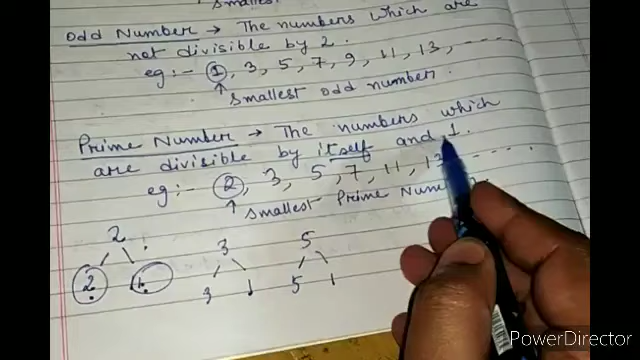 Smallest
Odd Number → The numbers which are
not divisible by 2.
eg :- 1, 3, 5, 7, 9, 11, 13, -----
↑ smallest odd number.
Prime Number → The numbers which
are divisible by itself and 1.
eg :- 2, 3, 5, 7, 11, 13 - - - - .
↑ smallest Prime Number.
2 3 5
2 1 3 1 5 1
PowerDirector